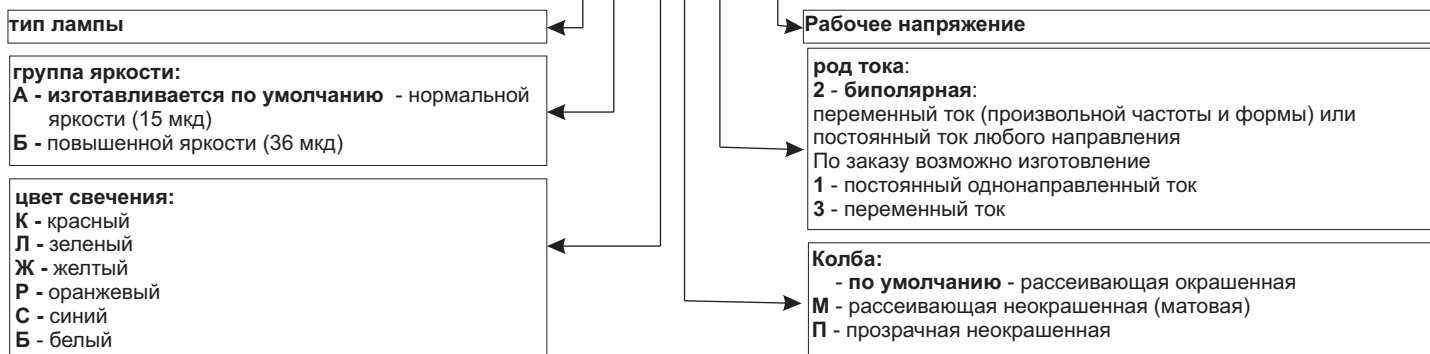 тип лампы
группа яркости:
А - изготавливается по умолчанию - нормальной
яркости (15 мкд)
Б - повышенной яркости (36 мкд)
цвет свечения:
К - красный
Л - зеленый
Ж - желтый
Р - оранжевый
С - синий
Б - белый
Рабочее напряжение
род тока:
2 - биполярная:
переменный ток (произвольной частоты и формы) или
постоянный ток любого направления
По заказу возможно изготовление
1 - постоянный однонаправленный ток
3 - переменный ток
Колба:
- по умолчанию - рассеивающая окрашенная
М - рассеивающая неокрашенная (матовая)
П - прозрачная неокрашенная